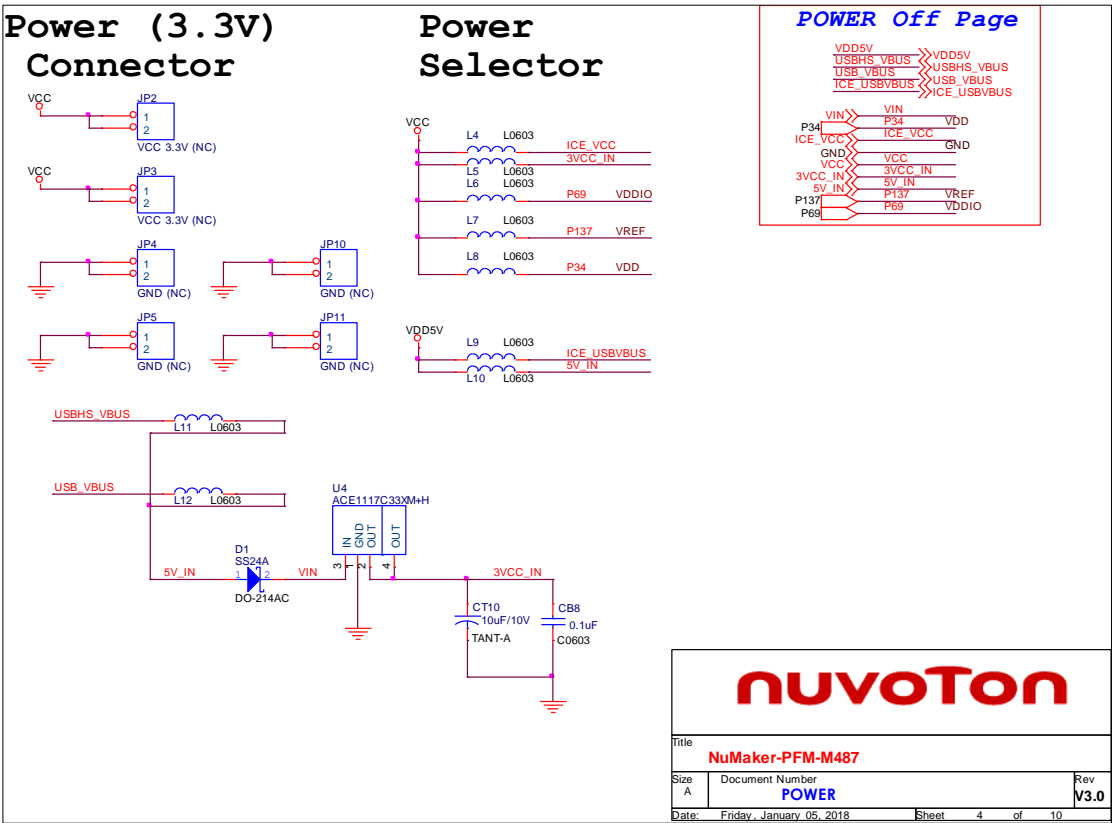 Power (3.3V)
Connector
VCC
JP2
1
2
VCC 3.3V (NC)
VCC
JP3
1
2
VCC 3.3V (NC)
JP4
1
2
GND (NC)
JP10
1
2
GND (NC)
JP5
1
2
GND (NC)
JP11
1
2
GND (NC)
Power
Selector
VCC
L4 L0603
ICE_VCC
3VCC_IN
L5 L0603
L6 L0603
P69 VDDIO
L7 L0603
P137 VREF
L8 L0603
P34 VDD
VDD5V
L9 L0603
ICE_USBVBUS
5V_IN
L10 L0603
POWER Off Page
VDD5V VDD5V
USBHS_VBUS USBHS_VBUS
USB_VBUS USB_VBUS
ICE_USBVBUS ICE_USBVBUS
VIN VIN
P34 P34 VDD
ICE_VCC ICE_VCC
GND GND
VCC VCC
3VCC_IN 3VCC_IN
5V_IN 5V_IN
P137 P137 VREF
P69 P69 VDDIO
USBHS_VBUS
L11 L0603
USB_VBUS
L12 L0603
U4
ACE1117C33XM+H
IN
GND
OUT
OUT
3
1
2
4
D1
SS24A
5V_IN 1 2 VIN
DO-214AC
3VCC_IN
CT10
10uF/10V
TANT-A
CB8
0.1uF
C0603
nuvoTon
Title
NuMaker-PFM-M487
Size
A
Document Number
POWER
Rev
V3.0
Date: Friday, January 05, 2018 Sheet 4 of 10